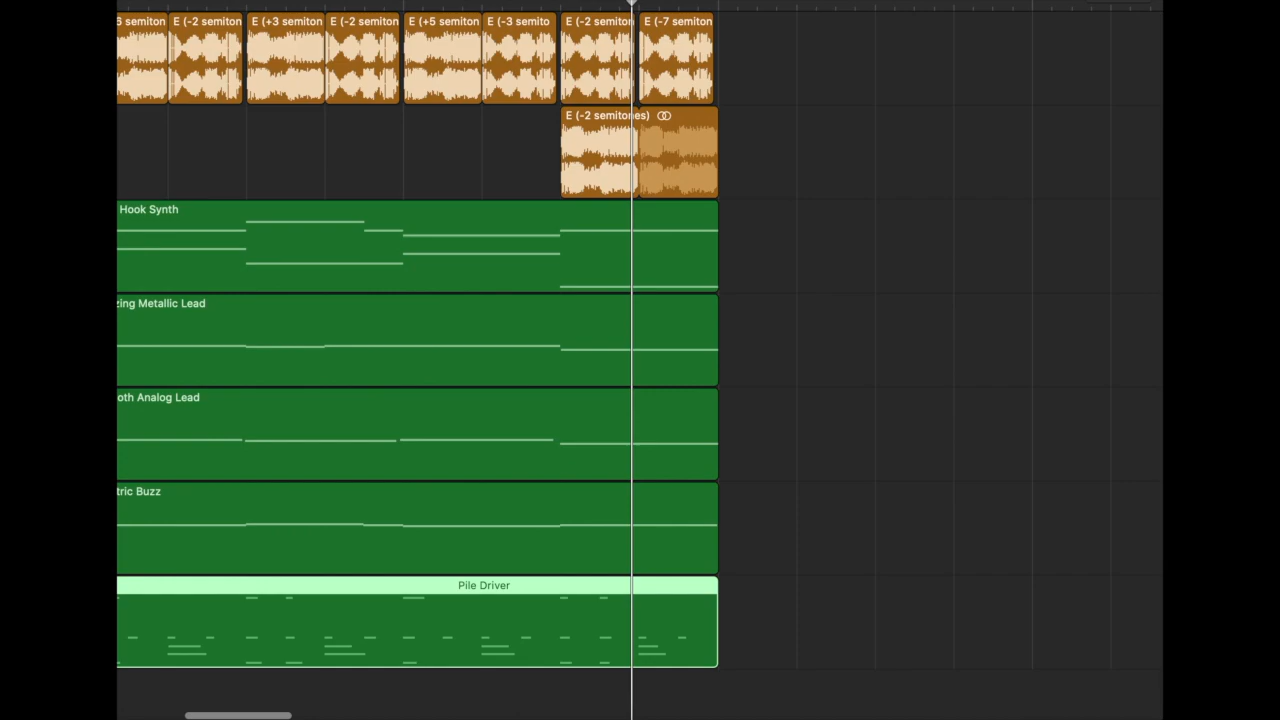 6 semiton E (-2 semiton E (+3 semiton E (-2 semiton E (+5 semiton E (-3 semito E (-2 semiton E (-7 semiton
E (-2 semitones)
Hook Synth
zing Metallic Lead
oth Analog Lead
tric Buzz
Pile Driver